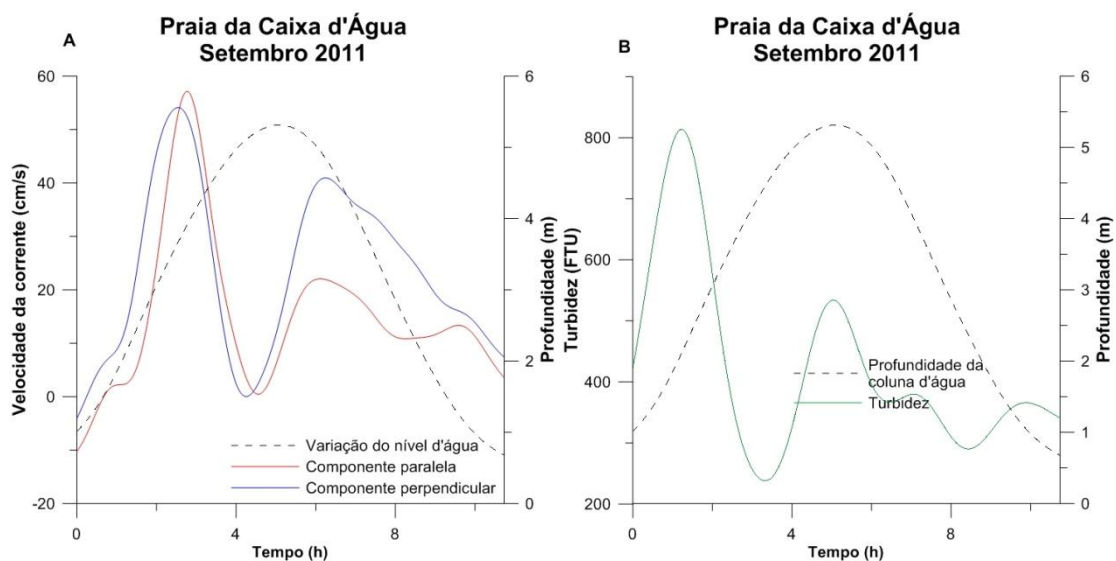 A
Praia da Caixa d'Água
Setembro 2011
60
40
20
0
-20
Velocidade da corrente (cm/s)
6
4
2
0
Profundidade (m)
Variação do nível d'água
Componente paralela
Componente perpendicular
0
4
8
Tempo (h)
B
Praia da Caixa d'Água
Setembro 2011
800
600
400
200
Turbidez (FTU)
6
5
4
3
2
1
0
Profundidade (m)
Profundidade da
coluna d'água
Turbidez
0
4
8
Tempo (h)